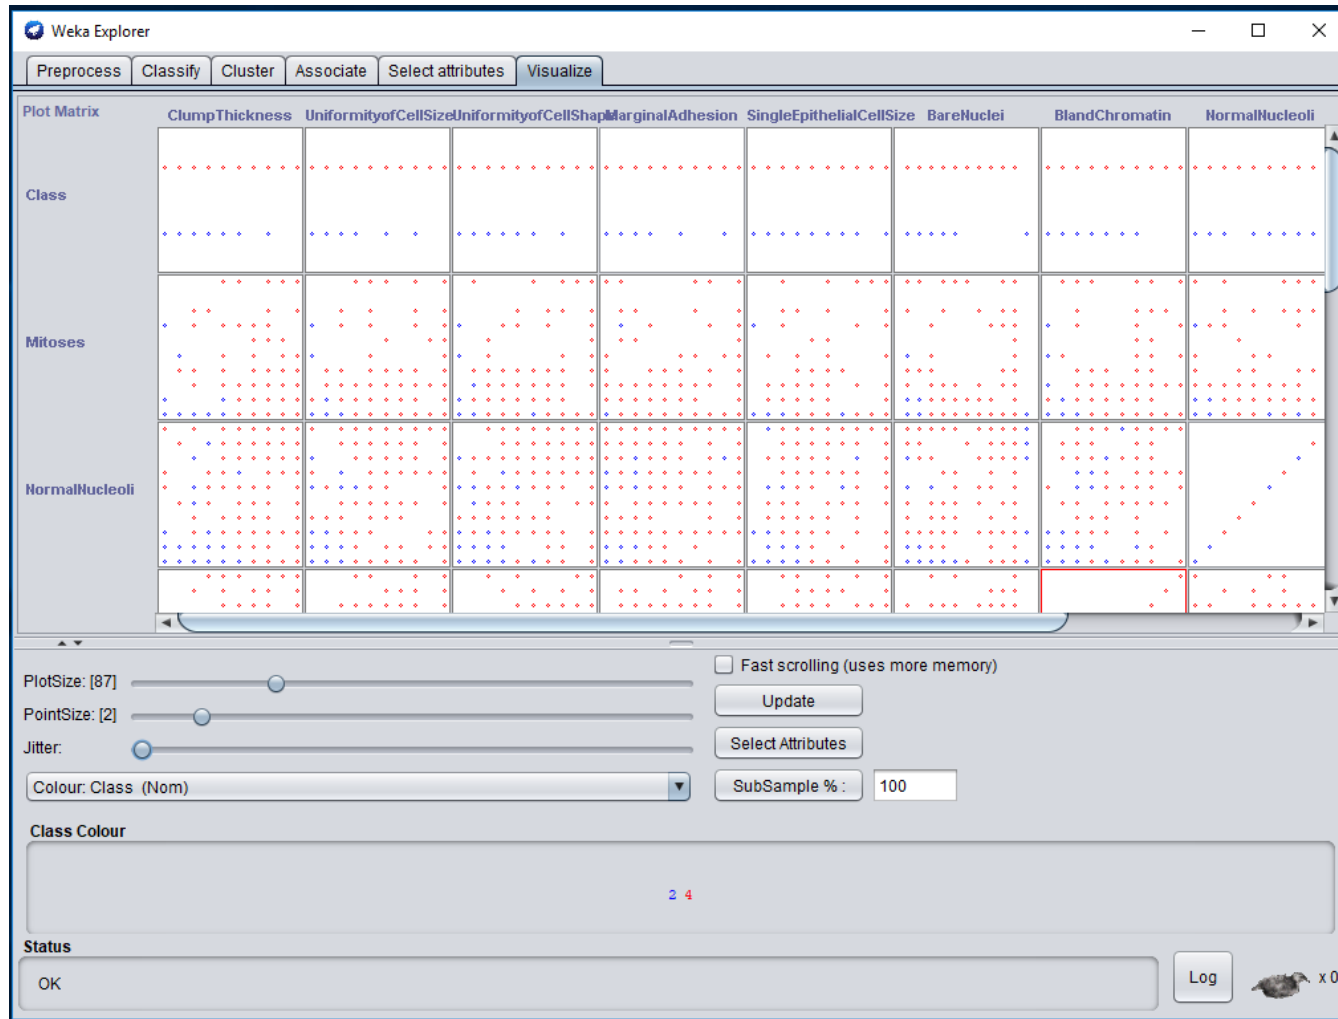 Weka Explorer
Preprocess Classify Cluster Associate Select attributes Visualize
Plot Matrix
ClumpThickness UniformityofCellSize UniformityofCellShap MarginalAdhesion SingleEpithelialCellSize BareNuclei BlandChromatin NormalNucleoli
Class
Mitoses
NormalNucleoli
PlotSize: [87]
Fast scrolling (uses more memory)
Update
PointSize: [2]
Select Attributes
Jitter:
Colour: Class (Nom)
SubSample % : 100
Class Colour
2 4
Status
OK
Log
x 0